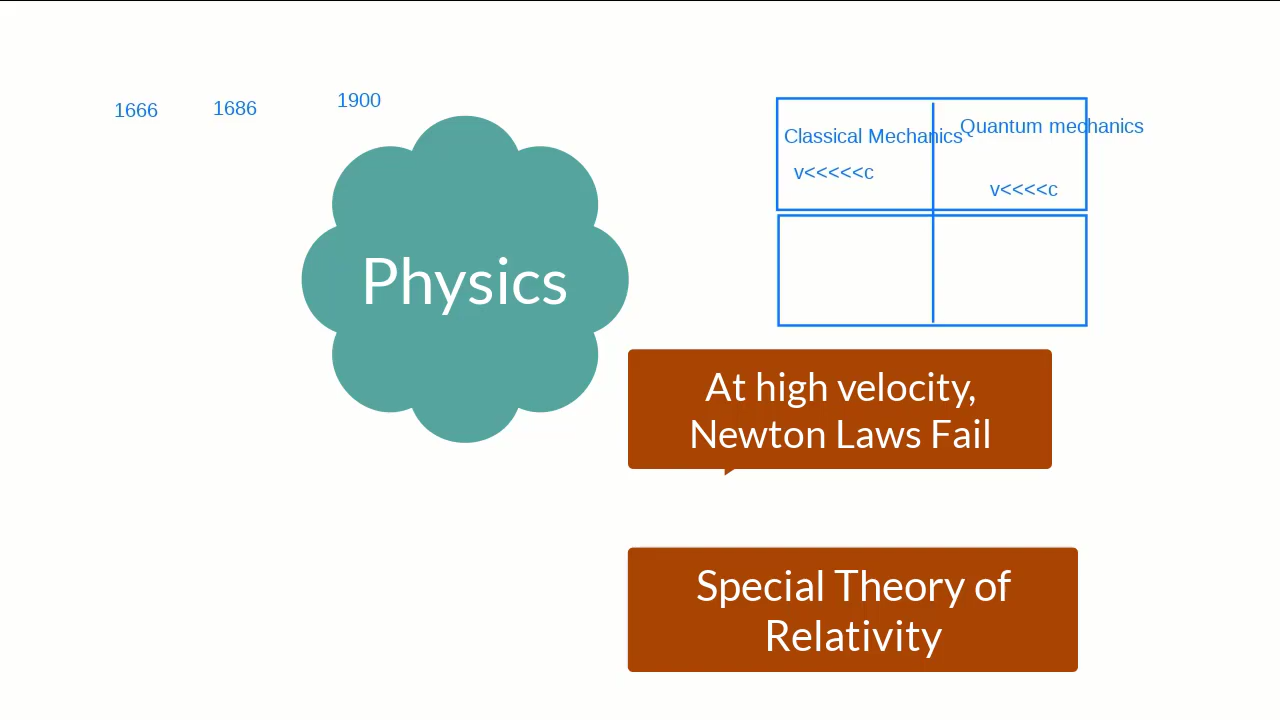 1666 1686 1900
Classical Mechanics Quantum mechanics
v<<<<<c v<<<<c
Physics
At high velocity,
Newton Laws Fail
Special Theory of
Relativity